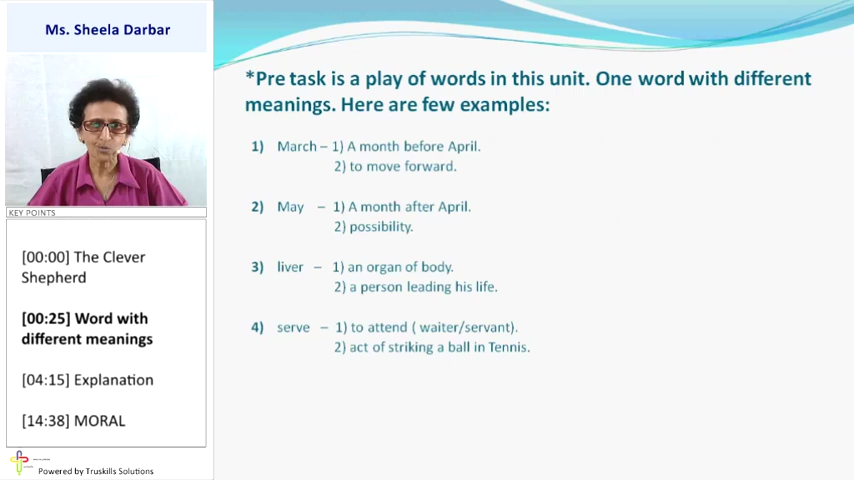 Ms. Sheela Darbar
KEY POINTS
[00:00] The Clever
Shepherd
[00:25] Word with
different meanings
[04:15] Explanation
[14:38] MORAL
Powered by Truskills Solutions
*Pre task is a play of words in this unit. One word with different
meanings. Here are few examples:
1) March – 1) A month before April.
2) to move forward.
2) May – 1) A month after April.
2) possibility.
3) liver – 1) an organ of body.
2) a person leading his life.
4) serve – 1) to attend ( waiter/servant).
2) act of striking a ball in Tennis.